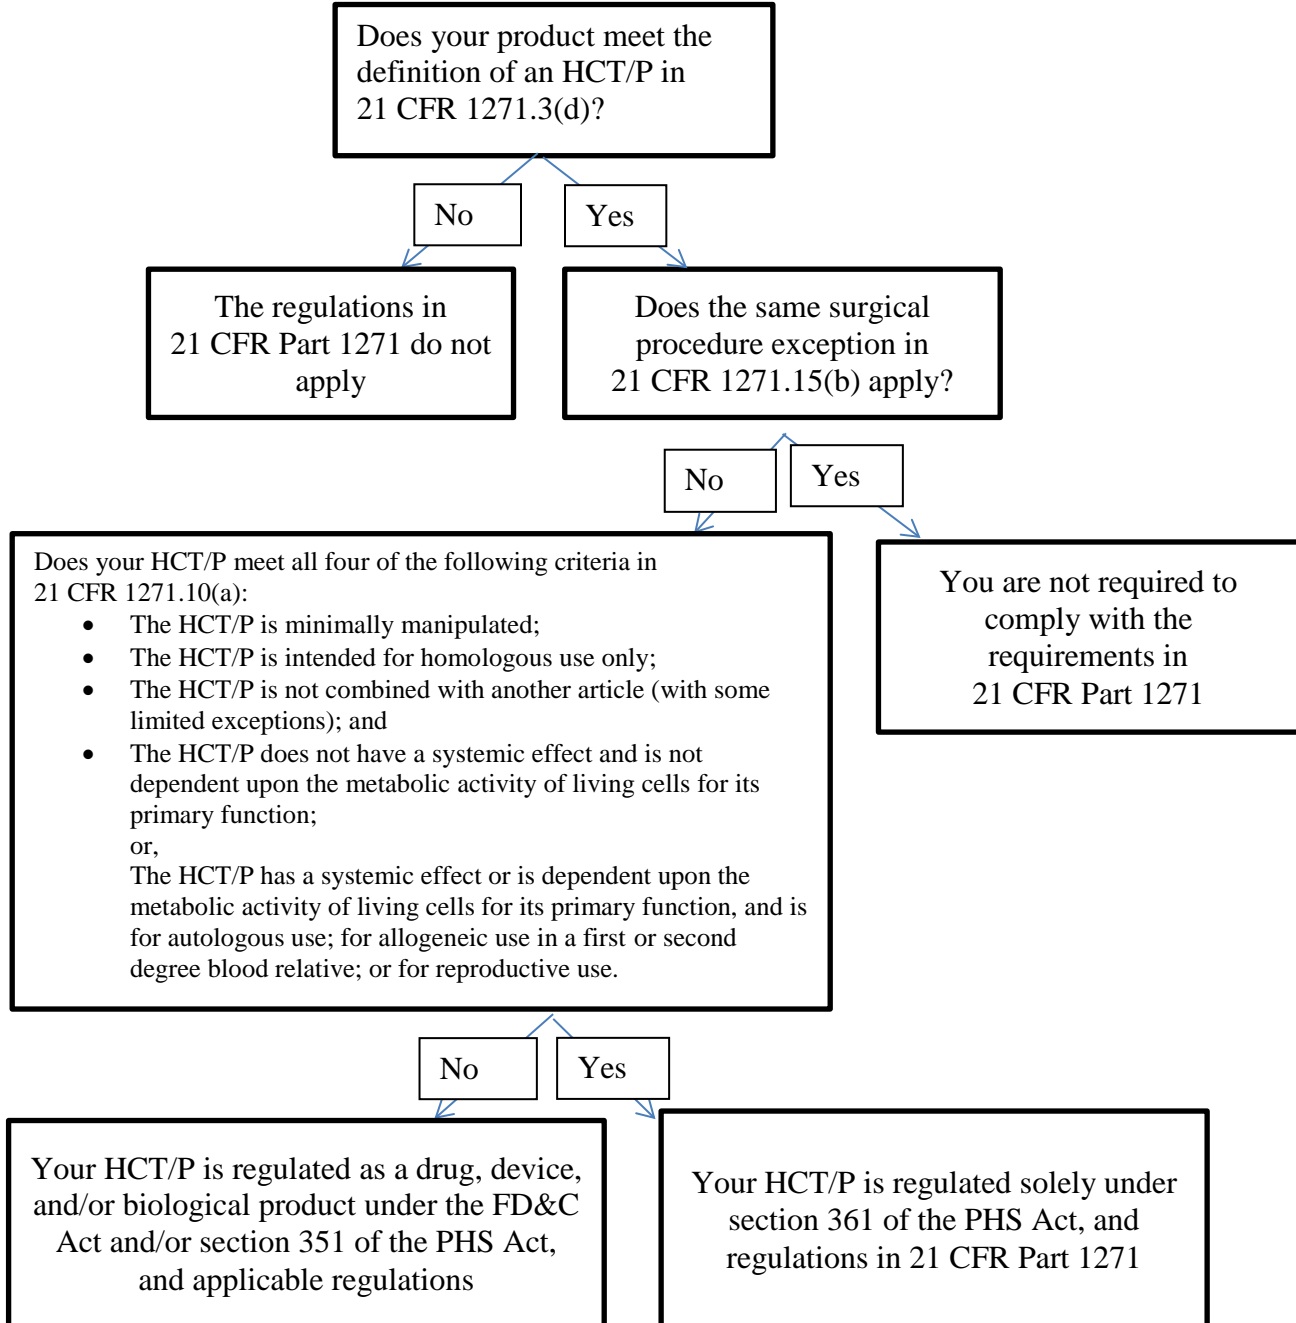 Does your product meet the
definition of an HCT/P in
21 CFR 1271.3(d)?
No
Yes
The regulations in
21 CFR Part 1271 do not
apply
Does the same surgical
procedure exception in
21 CFR 1271.15(b) apply?
No
Yes
Does your HCT/P meet all four of the following criteria in
21 CFR 1271.10(a):
• The HCT/P is minimally manipulated;
• The HCT/P is intended for homologous use only;
• The HCT/P is not combined with another article (with some
limited exceptions); and
• The HCT/P does not have a systemic effect and is not
dependent upon the metabolic activity of living cells for its
primary function;
or,
The HCT/P has a systemic effect or is dependent upon the
metabolic activity of living cells for its primary function, and is
for autologous use; for allogeneic use in a first or second
degree blood relative; or for reproductive use.
You are not required to
comply with the
requirements in
21 CFR Part 1271
No
Yes
Your HCT/P is regulated as a drug, device,
and/or biological product under the FD&C
Act and/or section 351 of the PHS Act,
and applicable regulations
Your HCT/P is regulated solely under
section 361 of the PHS Act, and
regulations in 21 CFR Part 1271